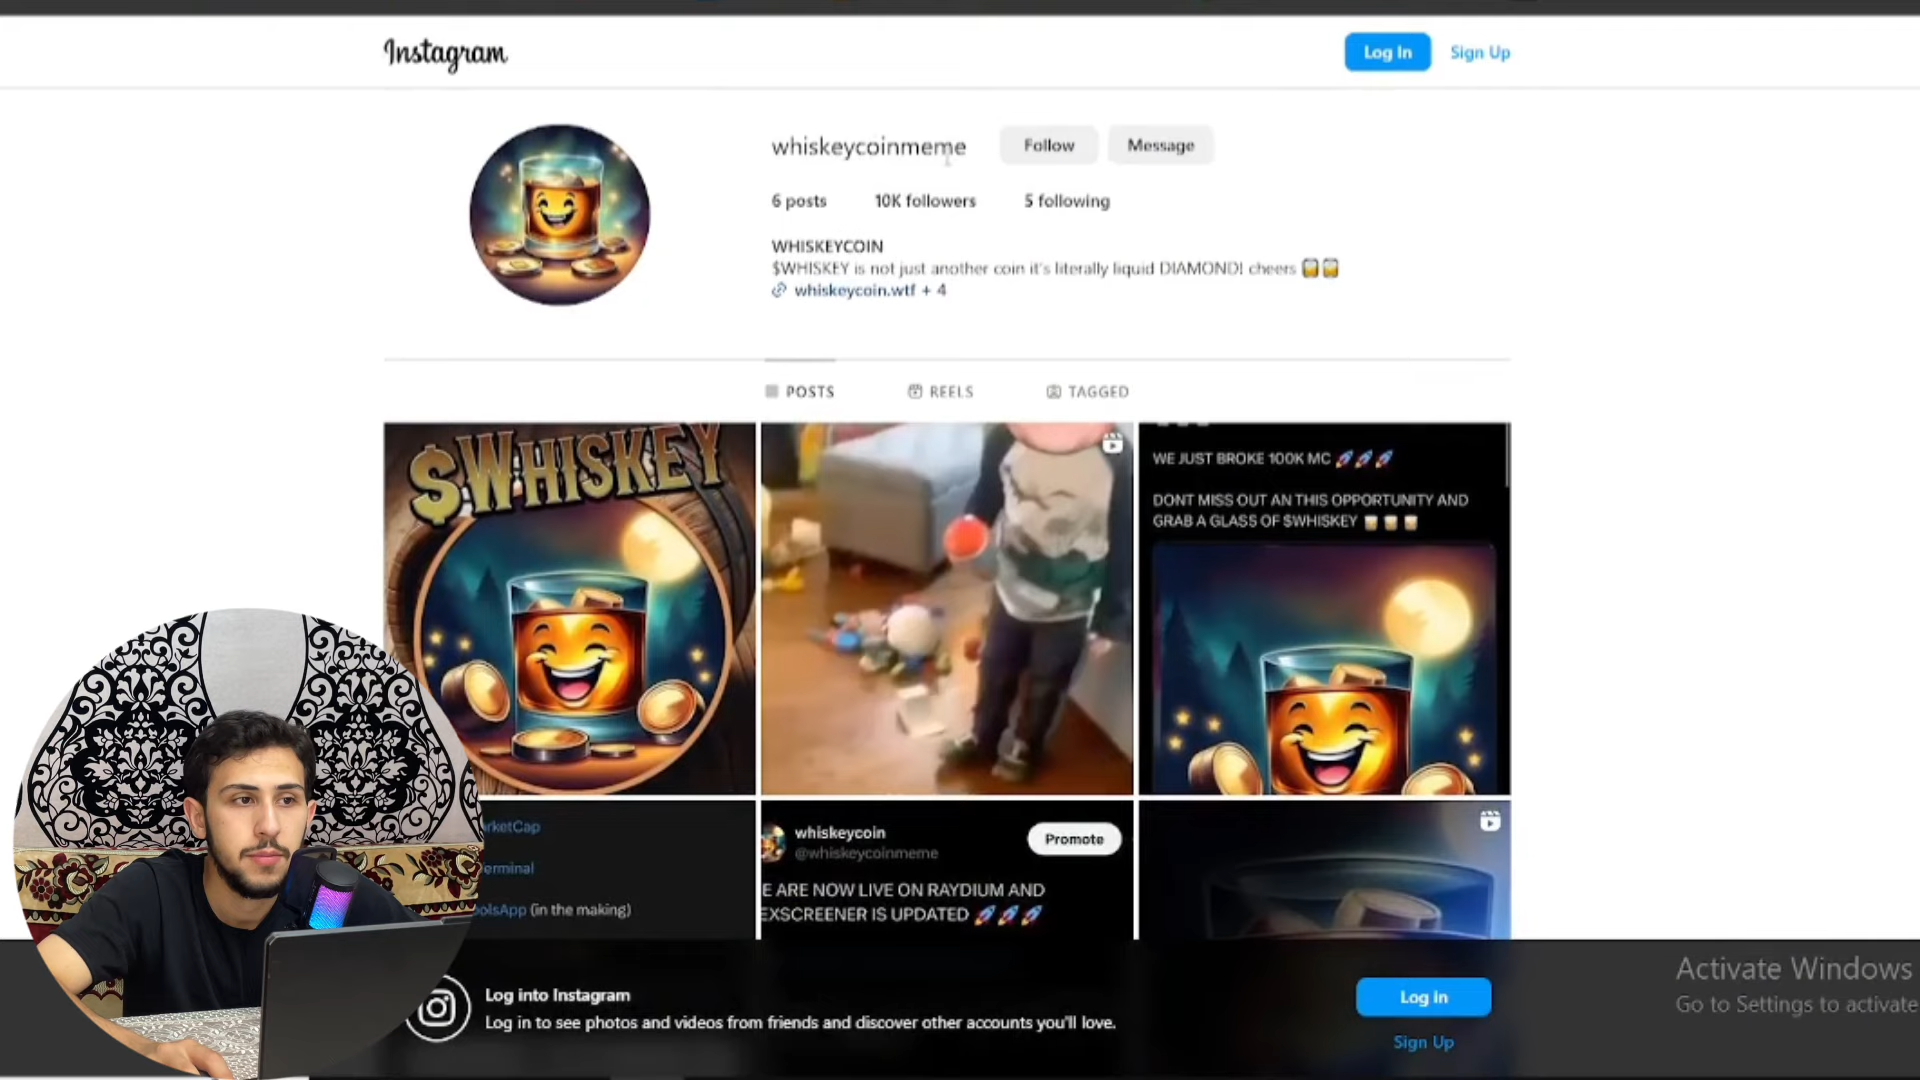 Instagram
Log In
Sign Up
whiskeycoinmeme
Follow
Message
6 posts
10K followers
5 following
WHISKEYCOIN
$WHISKEY is not just another coin it's literally liquid DIAMOND! cheers
whiskeycoin.wtf + 4
POSTS
REELS
TAGGED
$WHISKEY
WE JUST BROKE 100K MC 🚀🚀🚀
DONT MISS OUT AN THIS OPPORTUNITY AND
GRAB A GLASS OF $WHISKEY 🥃🥃🥃
rketCap
erminal
olsApp (in the making)
whiskeycoin
@whiskeycoinmeme
Promote
E ARE NOW LIVE ON RAYDIUM AND
EXSCREENER IS UPDATED 🚀🚀🚀
Log into Instagram
Log in to see photos and videos from friends and discover other accounts you'll love.
Log in
Sign Up
Activate Windows
Go to Settings to activate